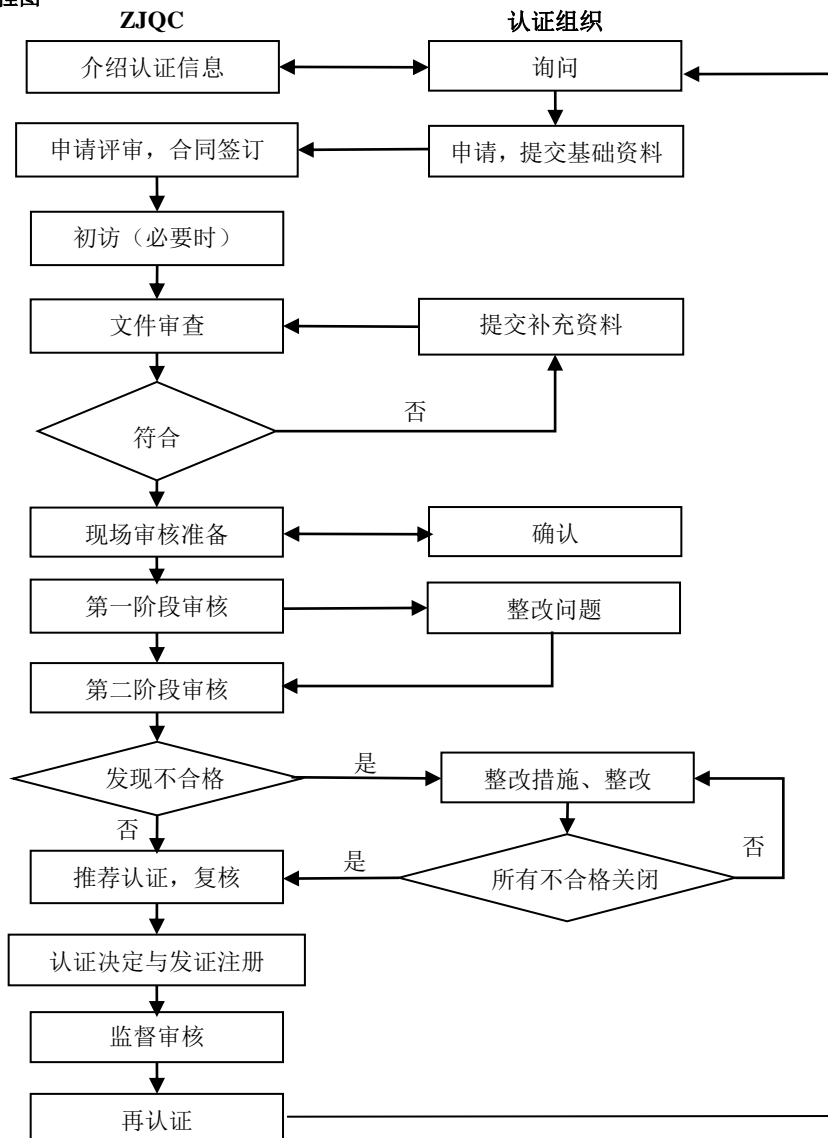 ZJQC
认证组织
介绍认证信息
询问
申请评审，合同签订
申请，提交基础资料
初访（必要时）
文件审查
提交补充资料
符合
否
现场审核准备
确认
第一阶段审核
整改问题
第二阶段审核
发现不合格
是
整改措施、整改
否
推荐认证，复核
是
所有不合格关闭
否
认证决定与发证注册
监督审核
再认证